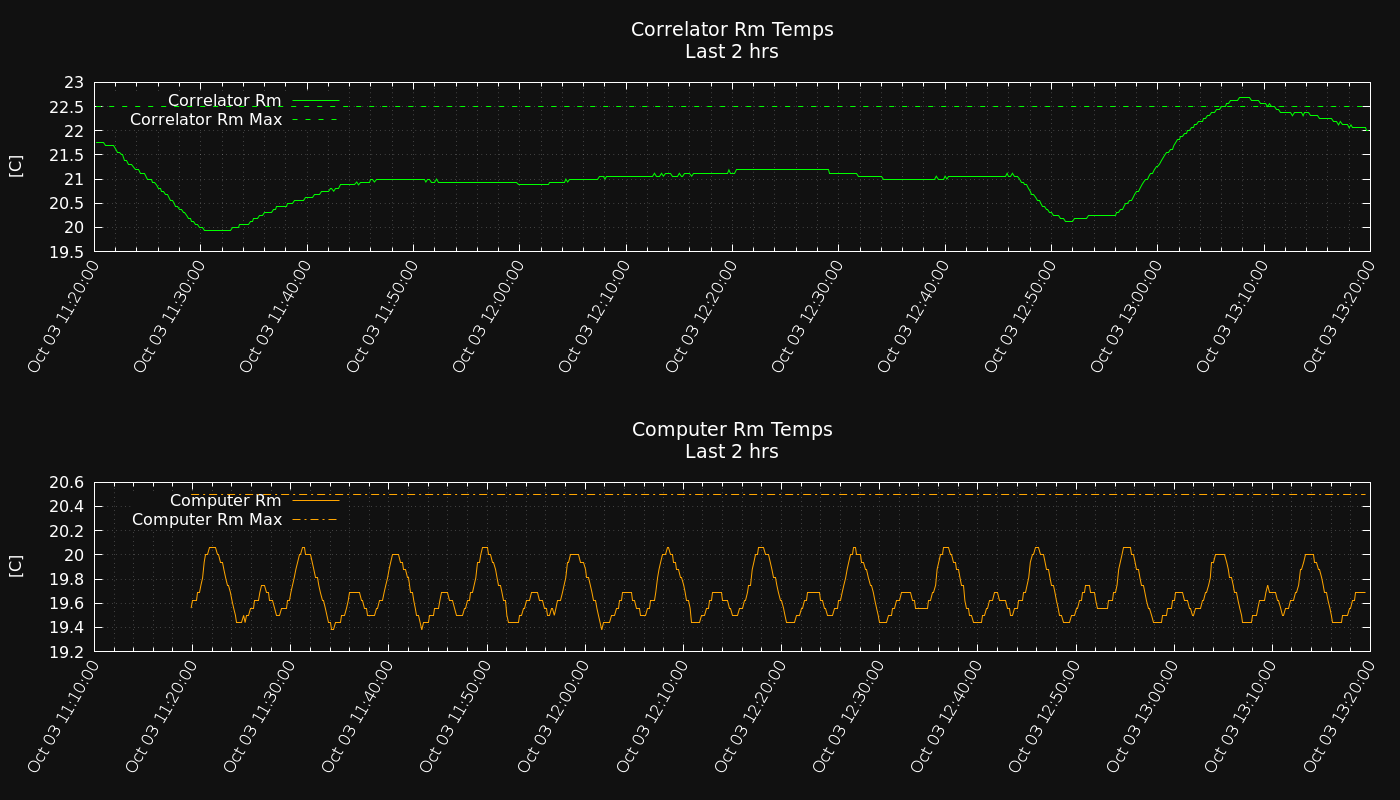 Correlator Rm Temps
Last 2 hrs
23
22.5
22
21.5
21
20.5
20
19.5
[C]
Correlator Rm
Correlator Rm Max
Oct 03 11:20:00
Oct 03 11:30:00
Oct 03 11:40:00
Oct 03 11:50:00
Oct 03 12:00:00
Oct 03 12:10:00
Oct 03 12:20:00
Oct 03 12:30:00
Oct 03 12:40:00
Oct 03 12:50:00
Oct 03 13:00:00
Oct 03 13:10:00
Oct 03 13:20:00
Computer Rm Temps
Last 2 hrs
20.6
20.4
20.2
20
19.8
19.6
19.4
19.2
[C]
Computer Rm
Computer Rm Max
Oct 03 11:10:00
Oct 03 11:20:00
Oct 03 11:30:00
Oct 03 11:40:00
Oct 03 11:50:00
Oct 03 12:00:00
Oct 03 12:10:00
Oct 03 12:20:00
Oct 03 12:30:00
Oct 03 12:40:00
Oct 03 12:50:00
Oct 03 13:00:00
Oct 03 13:10:00
Oct 03 13:20:00